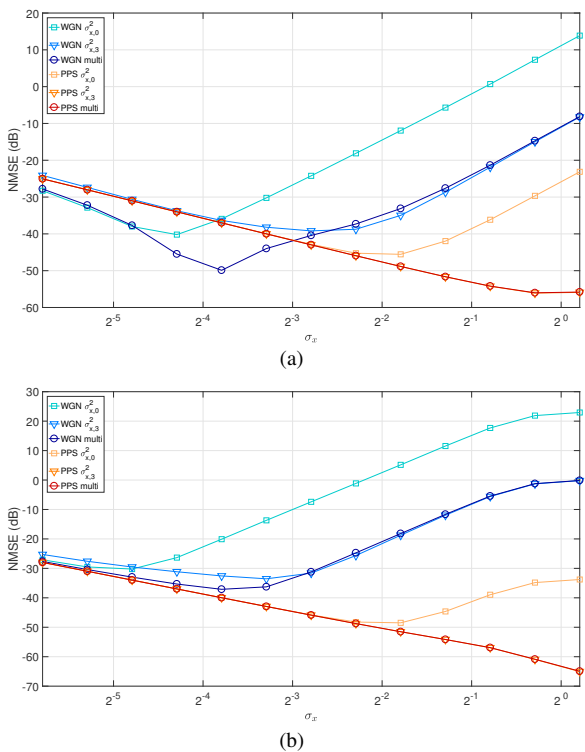 20
10
0
-10
-20
-30
-40
-50
-60
NMSE (dB)
WGN σ²ₓ,₀
WGN σ²ₓ,₃
WGN multi
PPS σ²ₓ,₀
PPS σ²ₓ,₃
PPS multi
2⁻⁵ 2⁻⁴ 2⁻³ 2⁻² 2⁻¹ 2⁰
σₓ
(a)
30
20
10
0
-10
-20
-30
-40
-50
-60
-70
NMSE (dB)
WGN σ²ₓ,₀
WGN σ²ₓ,₃
WGN multi
PPS σ²ₓ,₀
PPS σ²ₓ,₃
PPS multi
2⁻⁵ 2⁻⁴ 2⁻³ 2⁻² 2⁻¹ 2⁰
σₓ
(b)